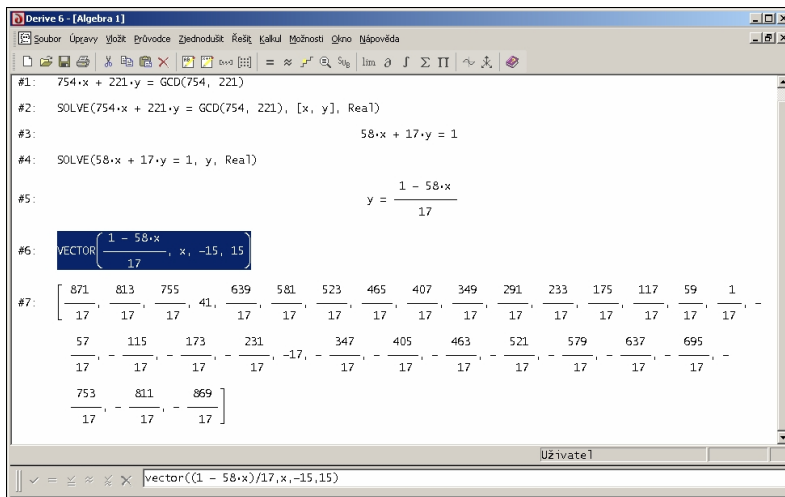 Derive 6 - [Algebra 1]
Soubor Úpravy Vložit Průvodce Zjednodušit Řešit Kalkul Možnosti Okno Nápověda
= ≈ Sub lim ∂ ∫ Σ Π
#1: 754·x + 221·y = GCD(754, 221)
#2: SOLVE(754·x + 221·y = GCD(754, 221), [x, y], Real)
#3: 58·x + 17·y = 1
#4: SOLVE(58·x + 17·y = 1, y, Real)
1 - 58·x
#5: y = ―
17
1 - 58·x
#6: VECTOR( ―, x, -15, 15)
17
871 813 755 639 581 523 465 407 349 291 233 175 117 59 1
#7: [ ―, ―, ―, 41, ―, ―, ―, ―, ―, ―, ―, ―, ―, ―, ―, ―, -
17 17 17 17 17 17 17 17 17 17 17 17 17 17 17
57 115 173 231 347 405 463 521 579 637 695
―, - ―, - ―, - ―, -17, - ―, - ―, - ―, - ―, - ―, - ―, - ―, -
17 17 17 17 17 17 17 17 17 17 17
753 811 869
―, - ―, - ― ]
17 17 17
Uživatel
vector((1 - 58·x)/17,x,-15,15)